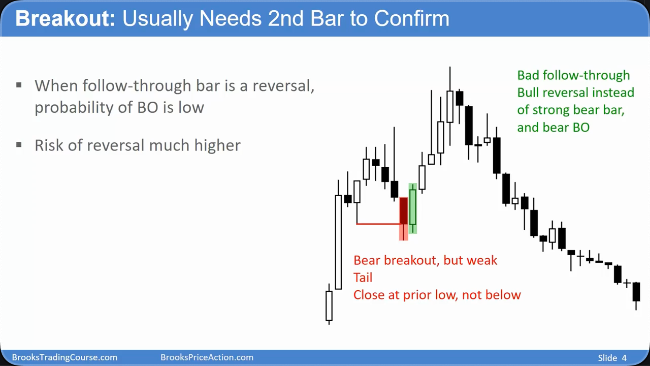 Breakout: Usually Needs 2nd Bar to Confirm
▪ When follow-through bar is a reversal,
probability of BO is low
▪ Risk of reversal much higher
Bad follow-through
Bull reversal instead
of strong bear bar,
and bear BO
Bear breakout, but weak
Tail
Close at prior low, not below
BrooksTradingCourse.com
BrooksPriceAction.com
Slide 4